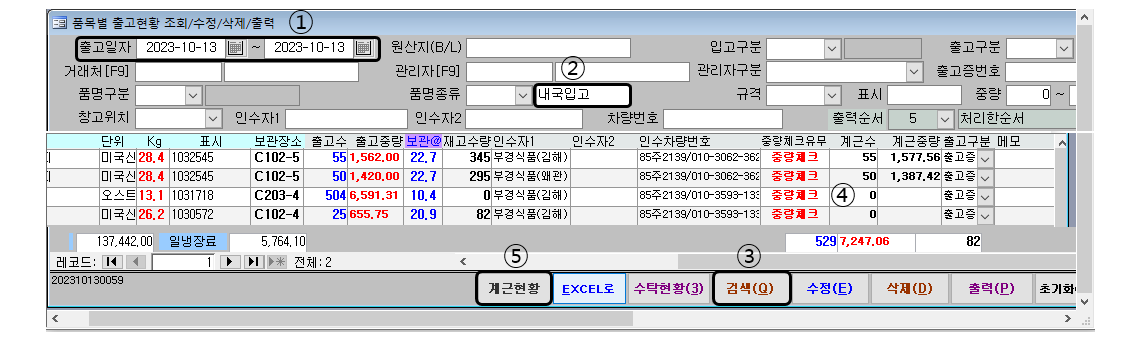 품목별 출고현황 조회/수정/삭제/출력 ①
출고일자 2023-10-13 ~ 2023-10-13 원산지(B/L) 입고구분 출고구분
거래처[F9] 관리자[F9] ② 관리자구분 출고증번호
품명구분 품명종류 내국입고 규격 표시 중량 0 ~
창고위치 인수자1 인수자2 차량번호 출력순서 5 처리한순서
단위 Kg 표시 보관장소 출고수 출고중량 보관@ 재고수량 인수자1 인수자2 인수차량번호 중량체크유무 계근수 계근중량 출고구분 메모
미국신 28.4 1032545 C102-5 55 1,562.00 22.7 345 부경식품(김해) 85주2139/010-3062-362 중량체크 55 1,577.56 출고증
미국신 28.4 1032545 C102-5 50 1,420.00 22.7 295 부경식품(왜관) 85주2139/010-3062-362 중량체크 50 1,387.42 출고증
오스트 13.1 1031718 C203-4 504 6,591.31 10.4 0 부경식품(김해) 85주2139/010-3593-133 중량체크 ④ 0 출고증
미국신 26.2 1030572 C102-4 25 655.75 20.9 82 부경식품(김해) 85주2139/010-3593-133 중량체크 0 출고증
137,442.00 일냉장료 5,764.10 529 7,247.06 82
레코드: 1 전체: 2 ⑤ ③
202310130059
계근현황 EXCEL로 수탁현황(3) 검색(Q) 수정(E) 삭제(D) 출력(P) 초기화